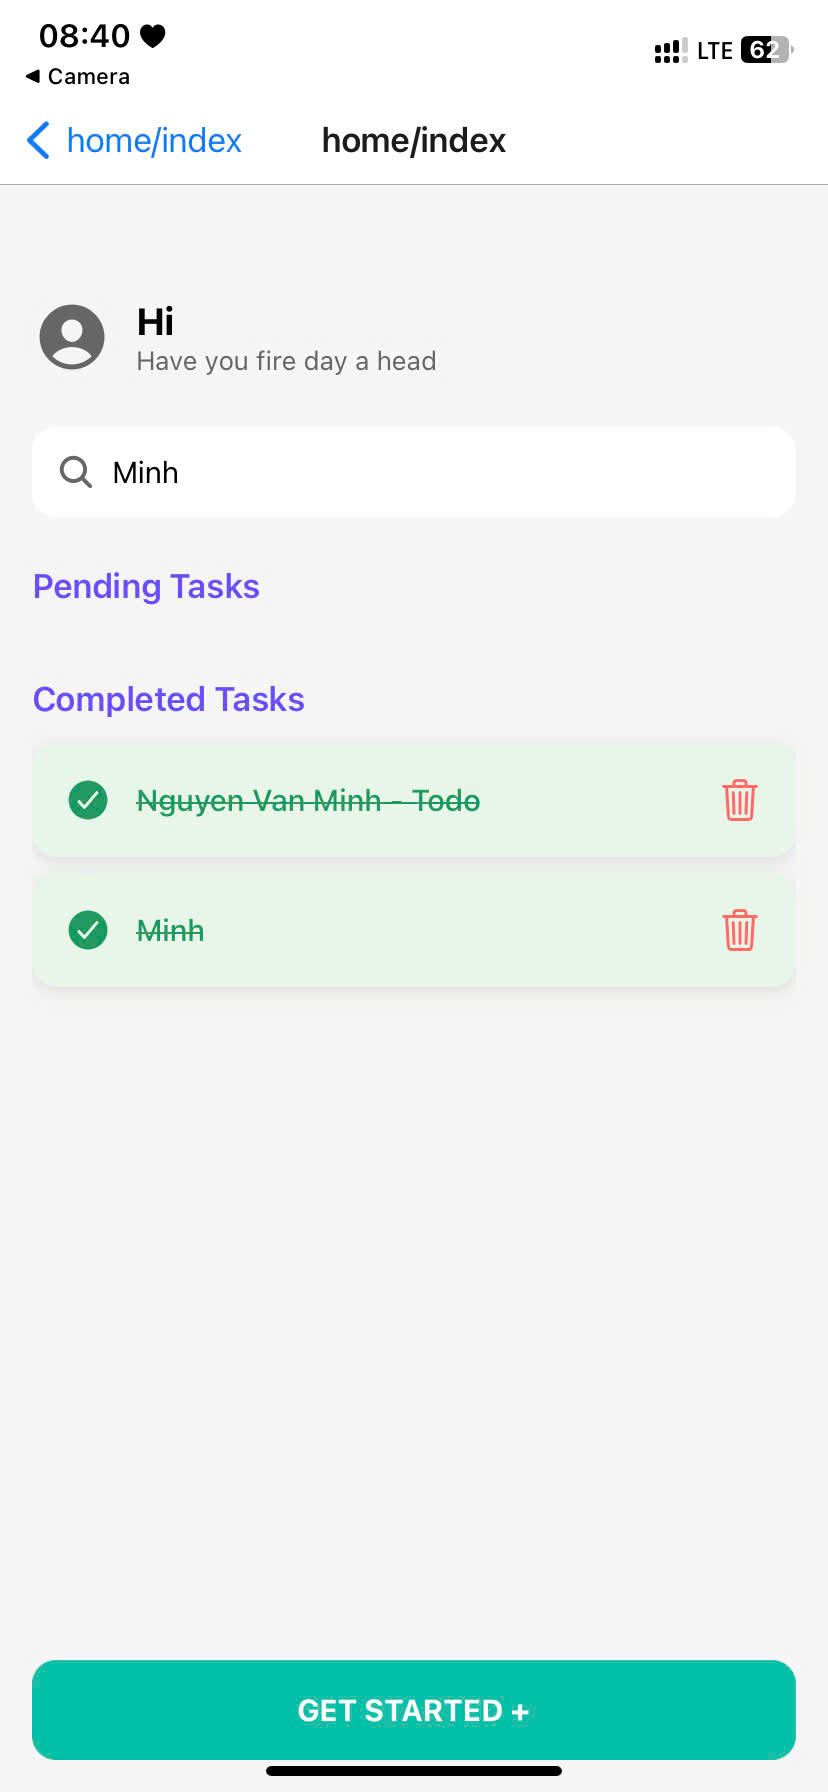 08:40
LTE 62
◀ Camera
home/index
home/index
Hi
Have you fire day a head
Minh
Pending Tasks
Completed Tasks
Nguyen Van Minh - Todo
Minh
GET STARTED +